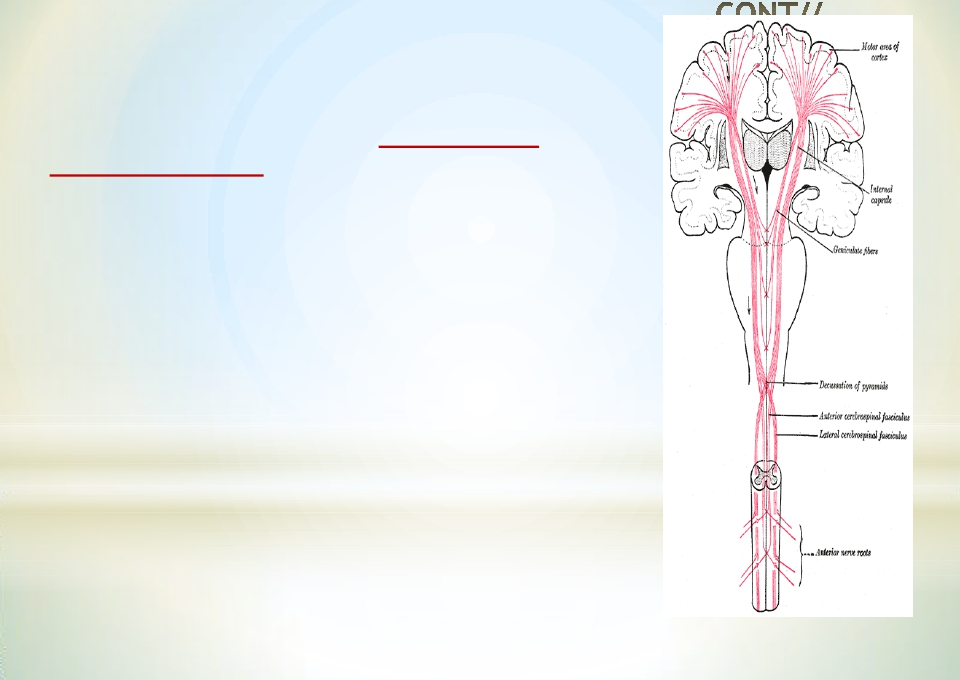 CONT//
Motor area of
cortex
Internal
capsule
Geniculate fibers
Decussation of pyramids
Anterior cerebrospinal fasciculus
Lateral cerebrospinal fasciculus
Anterior nerve roots